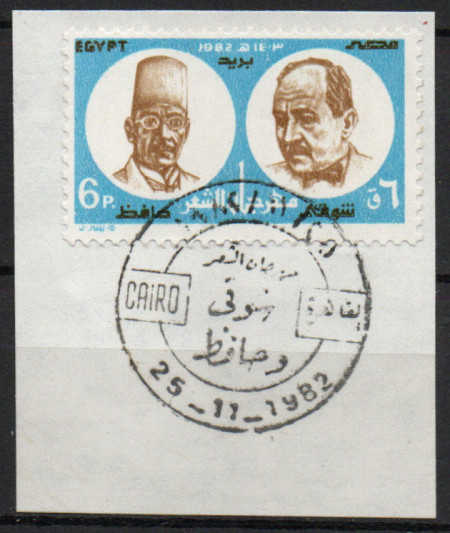 EGYPT
١٤٠٣ هـ 1982
مصر
بريد
6 P.
مهرجان الشعر
٦ ق
حافظ
شوقي
مهرجان الشعر
CAIRO
شوقي
القاهرة
وحافظ
25-11-1982